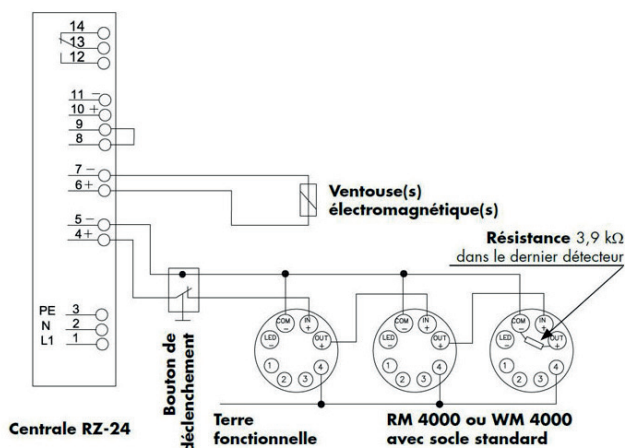 14
13
12
11 −
10 +
9
8
7 −
6 +
5 −
4 +
PE 3
N 2
L1 1
Centrale RZ-24
Ventouse(s)
électromagnétique(s)
Résistance 3,9 kΩ
dans le dernier détecteur
Bouton de
déclenchement
COM − IN + OUT + LED − 1 2 3 4
COM − IN + OUT + LED − 1 2 3 4
COM − IN + OUT + LED − 1 2 3 4
Terre
fonctionnelle
RM 4000 ou WM 4000
avec socle standard